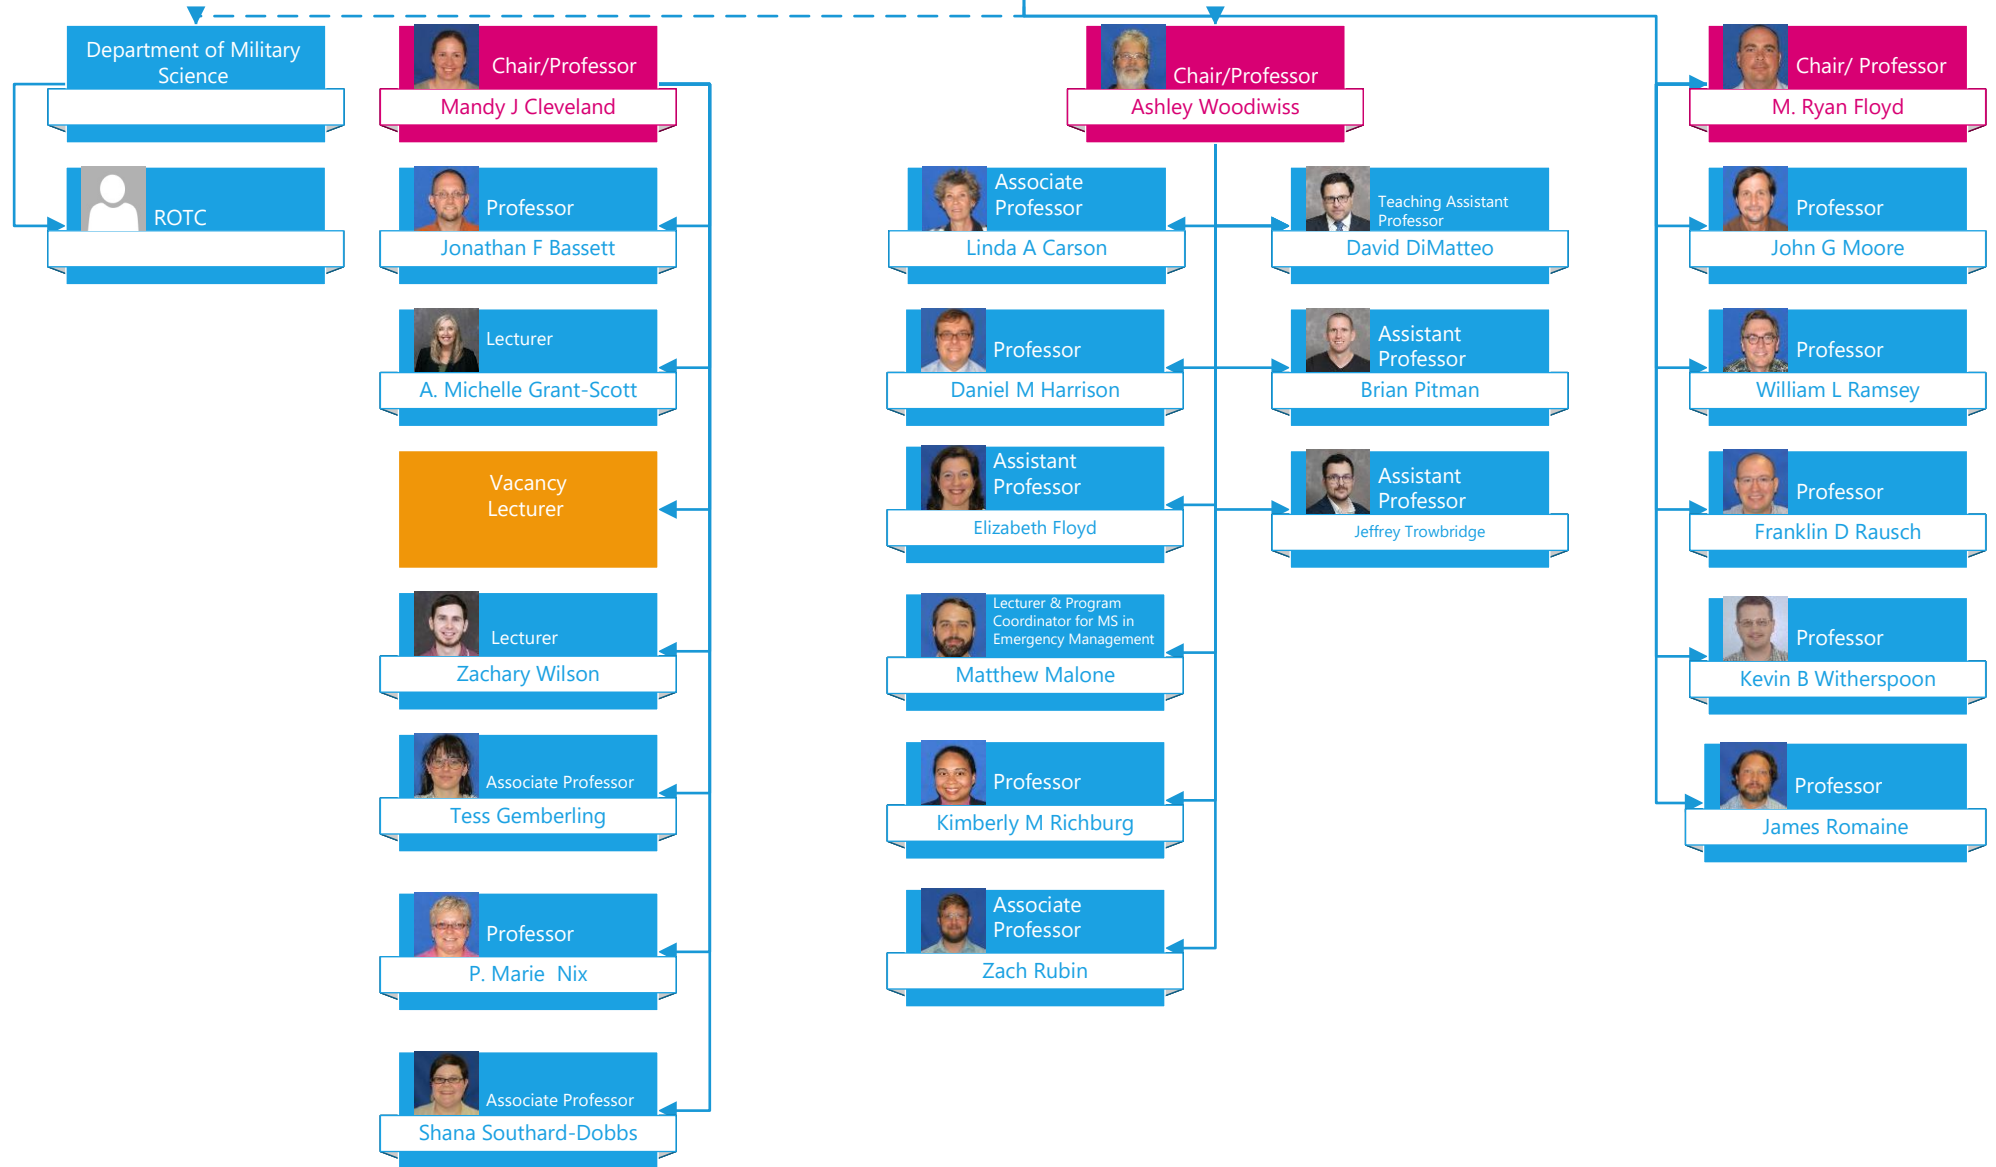 Department of Military
Science
ROTC
Chair/Professor
Mandy J Cleveland
Professor
Jonathan F Bassett
Lecturer
A. Michelle Grant-Scott
Vacancy
Lecturer
Lecturer
Zachary Wilson
Associate Professor
Tess Gemberling
Professor
P. Marie  Nix
Associate Professor
Shana Southard-Dobbs
Chair/Professor
Ashley Woodiwiss
Associate
Professor
Linda A Carson
Professor
Daniel M Harrison
Assistant
Professor
Elizabeth Floyd
Lecturer & Program
Coordinator for MS in
Emergency Management
Matthew Malone
Professor
Kimberly M Richburg
Associate
Professor
Zach Rubin
Teaching Assistant
Professor
David DiMatteo
Assistant
Professor
Brian Pitman
Assistant
Professor
Jeffrey Trowbridge
Chair/ Professor
M. Ryan Floyd
Professor
John G Moore
Professor
William L Ramsey
Professor
Franklin D Rausch
Professor
Kevin B Witherspoon
Professor
James Romaine